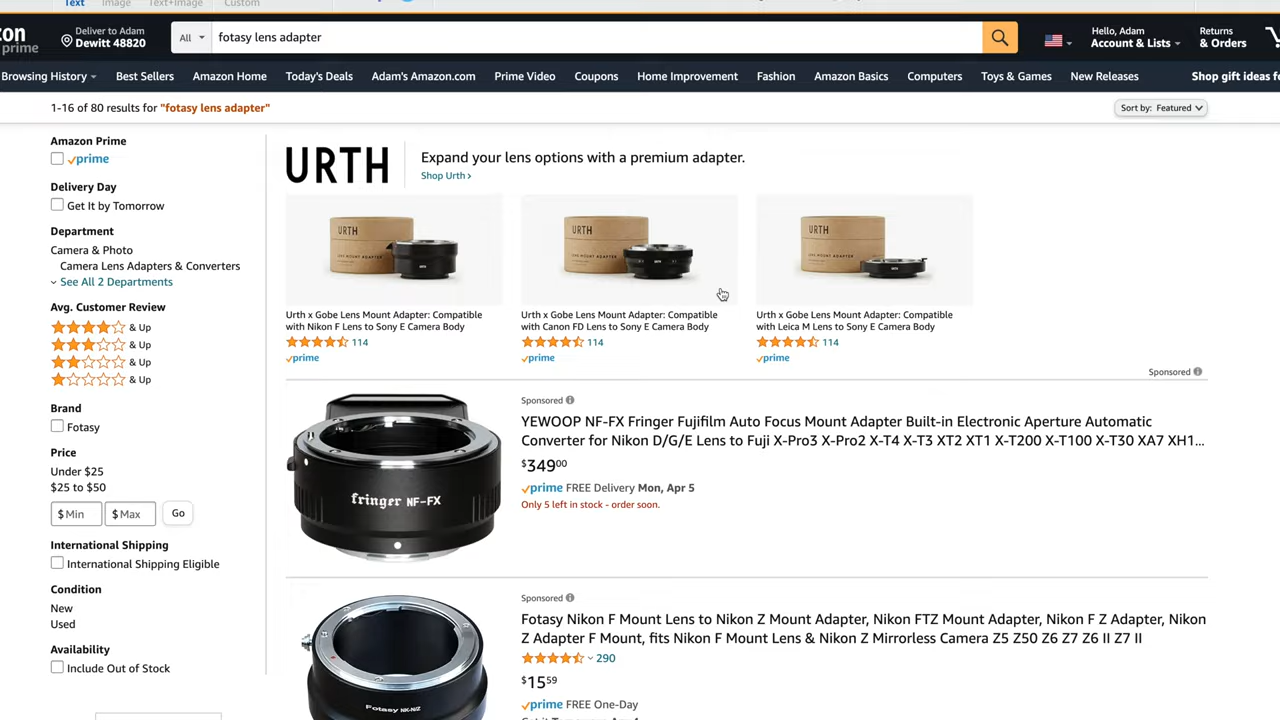 Text Image Text+Image Custom
zon
prime
Deliver to Adam
Dewitt 48820
All
fotasy lens adapter
Hello, Adam
Account & Lists
Returns
& Orders
Browsing History
Best Sellers
Amazon Home
Today's Deals
Adam's Amazon.com
Prime Video
Coupons
Home Improvement
Fashion
Amazon Basics
Computers
Toys & Games
New Releases
Shop gift ideas f
1-16 of 80 results for "fotasy lens adapter"
Sort by: Featured
Amazon Prime
prime
Delivery Day
Get It by Tomorrow
Department
Camera & Photo
Camera Lens Adapters & Converters
See All 2 Departments
Avg. Customer Review
& Up
& Up
& Up
& Up
Brand
Fotasy
Price
Under $25
$25 to $50
$ Min $ Max Go
International Shipping
International Shipping Eligible
Condition
New
Used
Availability
Include Out of Stock
URTH
Expand your lens options with a premium adapter.
Shop Urth ›
URTH
Urth x Gobe Lens Mount Adapter: Compatible
with Nikon F Lens to Sony E Camera Body
114
prime
URTH
Urth x Gobe Lens Mount Adapter: Compatible
with Canon FD Lens to Sony E Camera Body
114
prime
URTH
Urth x Gobe Lens Mount Adapter: Compatible
with Leica M Lens to Sony E Camera Body
114
prime
Sponsored
fringer NF-FX
Sponsored
YEWOOP NF-FX Fringer Fujifilm Auto Focus Mount Adapter Built-in Electronic Aperture Automatic
Converter for Nikon D/G/E Lens to Fuji X-Pro3 X-Pro2 X-T4 X-T3 XT2 XT1 X-T200 X-T100 X-T30 XA7 XH1...
$34900
prime FREE Delivery Mon, Apr 5
Only 5 left in stock - order soon.
Fotasy NK-N/Z
Sponsored
Fotasy Nikon F Mount Lens to Nikon Z Mount Adapter, Nikon FTZ Mount Adapter, Nikon F Z Adapter, Nikon
Z Adapter F Mount, fits Nikon F Mount Lens & Nikon Z Mirrorless Camera Z5 Z50 Z6 Z7 Z6 II Z7 II
290
$1559
prime FREE One-Day